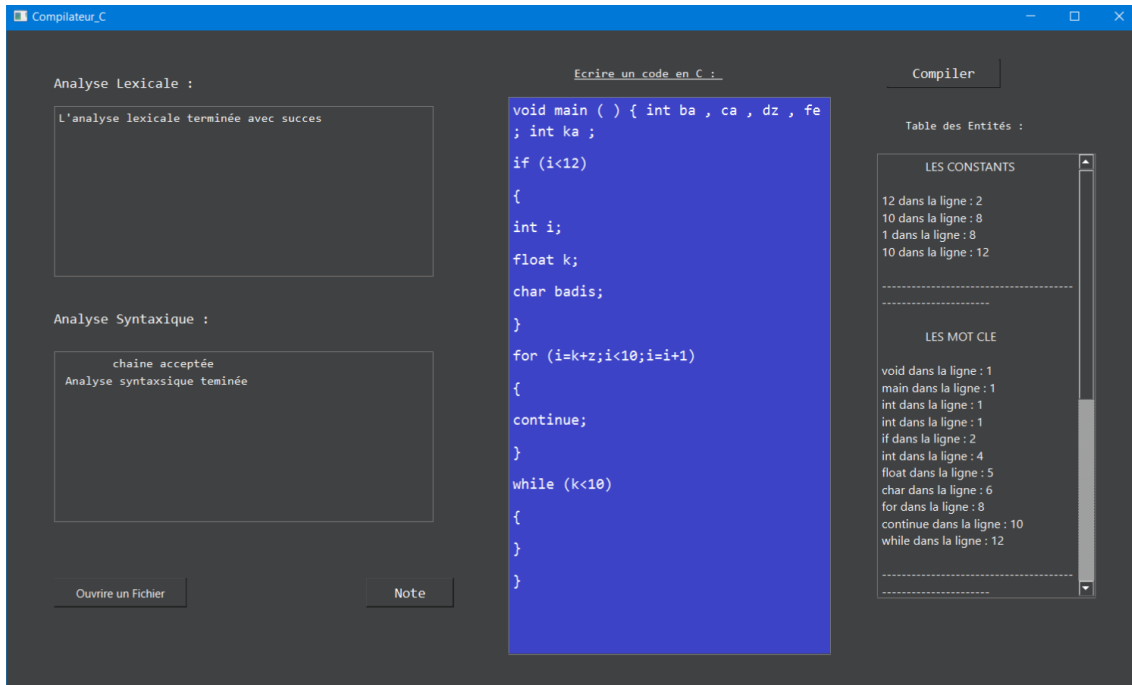 Compilateur_C
Analyse Lexicale :
L'analyse lexicale terminée avec succes
Analyse Syntaxique :
chaine acceptée
Analyse syntaxsique teminée
Ouvrire un Fichier
Note
Ecrire un code en C :
void main ( ) { int ba , ca , dz , fe
; int ka ;
if (i<12)
{
int i;
float k;
char badis;
}
for (i=k+z;i<10;i=i+1)
{
continue;
}
while (k<10)
{
}
}
Compiler
Table des Entités :
LES CONSTANTS
12 dans la ligne : 2
10 dans la ligne : 8
1 dans la ligne : 8
10 dans la ligne : 12
---------------------------------------
----------------------
LES MOT CLE
void dans la ligne : 1
main dans la ligne : 1
int dans la ligne : 1
int dans la ligne : 1
if dans la ligne : 2
int dans la ligne : 4
float dans la ligne : 5
char dans la ligne : 6
for dans la ligne : 8
continue dans la ligne : 10
while dans la ligne : 12
---------------------------------------
----------------------